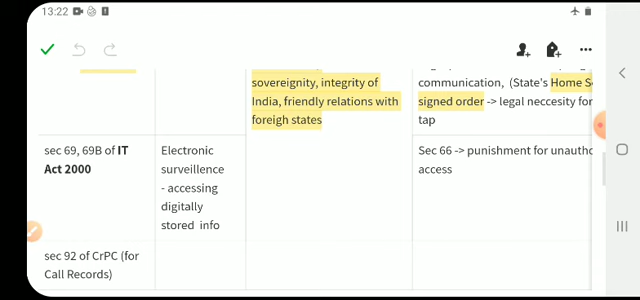 13:22
sovereignity, integrity of
India, friendly relations with
foreigh states
communication, (State's Home S
signed order -> legal neccesity for
tap
sec 69, 69B of IT
Act 2000
Electronic
surveillence
- accessing
digitally
stored info
Sec 66 -> punishment for unautho
access
sec 92 of CrPC (for
Call Records)